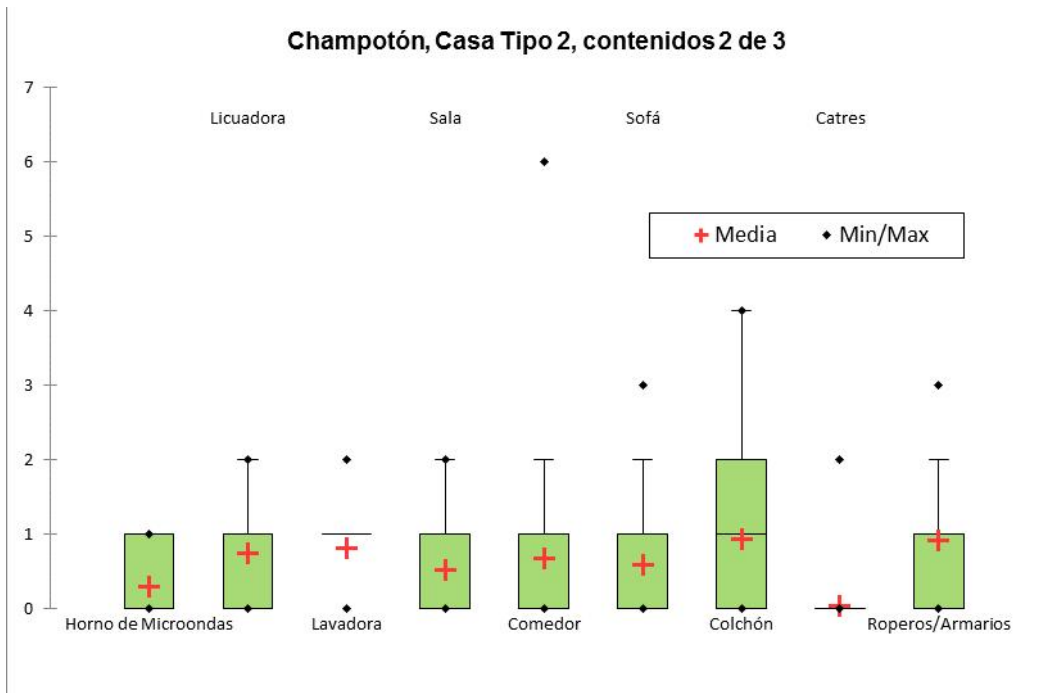 Champotón, Casa Tipo 2, contenidos 2 de 3
7
Licuadora Sala Sofá Catres
6
5
Media Min/Max
4
3
2
1
0
Horno de Microondas Lavadora Comedor Colchón Roperos/Armarios